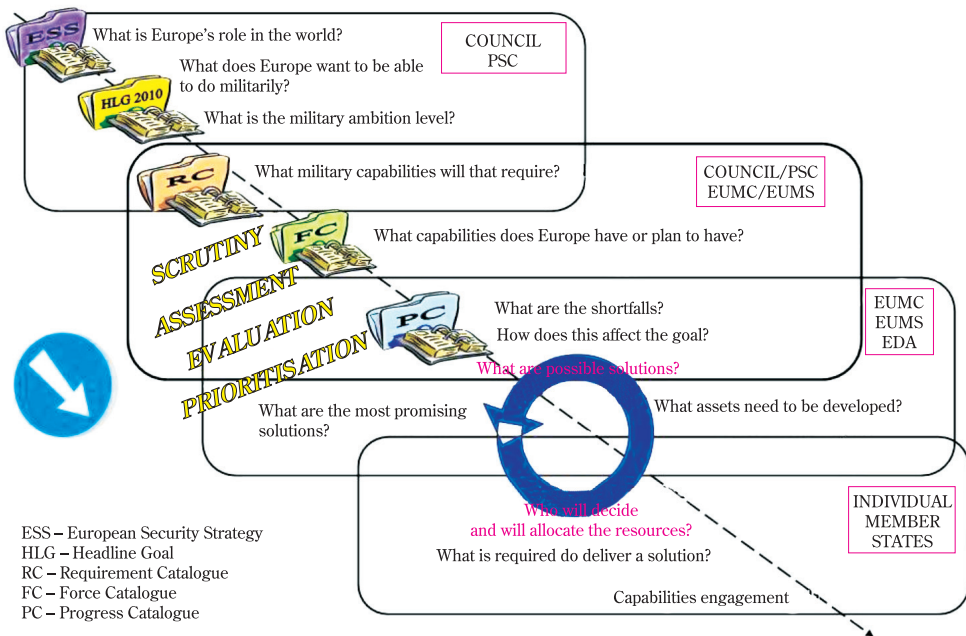 ESS
What is Europe's role in the world?
COUNCIL
PSC
What does Europe want to be able
to do militarily?
HLG 2010
What is the military ambition level?
RC
What military capabilities will that require?
COUNCIL/PSC
EUMC/EUMS
FC
What capabilities does Europe have or plan to have?
SCRUTINY
ASSESSMENT
EVALUATION
PRIORITISATION
PC
What are the shortfalls?
How does this affect the goal?
What are possible solutions?
EUMC
EUMS
EDA
What are the most promising
solutions?
What assets need to be developed?
Who will decide
and will allocate the resources?
What is required do deliver a solution?
Capabilities engagement
INDIVIDUAL
MEMBER
STATES
ESS – European Security Strategy
HLG – Headline Goal
RC – Requirement Catalogue
FC – Force Catalogue
PC – Progress Catalogue